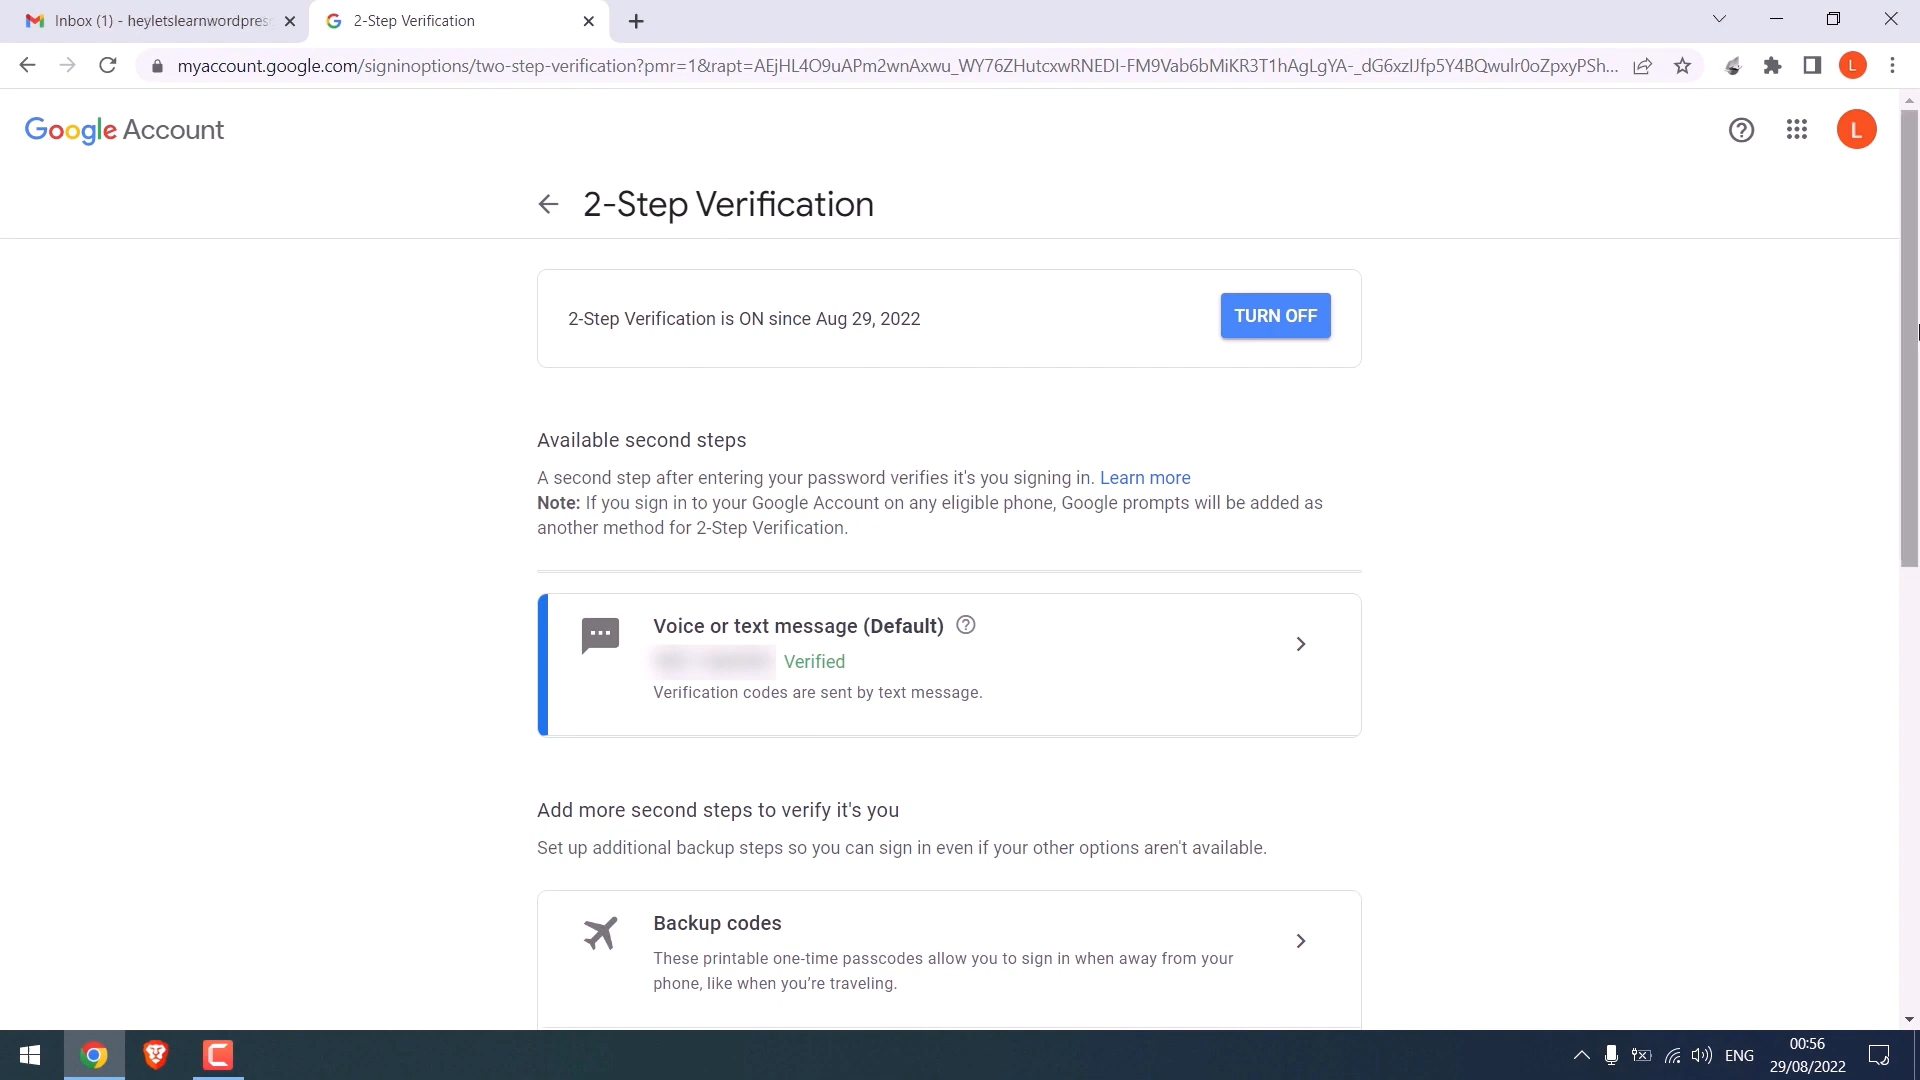 Inbox (1) - heyletslearnwordpress
2-Step Verification
myaccount.google.com/signinoptions/two-step-verification?pmr=1&rapt=AEjHL4O9uAPm2wnAxwu_WY76ZHutcxwRNEDI-FM9Vab6bMiKR3T1hAgLgYA-_dG6xzIJfp5Y4BQwuIr0oZpxyPSh...
L
Google Account
L
2-Step Verification
2-Step Verification is ON since Aug 29, 2022
TURN OFF
Available second steps
A second step after entering your password verifies it's you signing in. Learn more
Note: If you sign in to your Google Account on any eligible phone, Google prompts will be added as
another method for 2-Step Verification.
Voice or text message (Default)
Verified
Verification codes are sent by text message.
Add more second steps to verify it's you
Set up additional backup steps so you can sign in even if your other options aren't available.
Backup codes
These printable one-time passcodes allow you to sign in when away from your
phone, like when you’re traveling.
ENG
00:56
29/08/2022